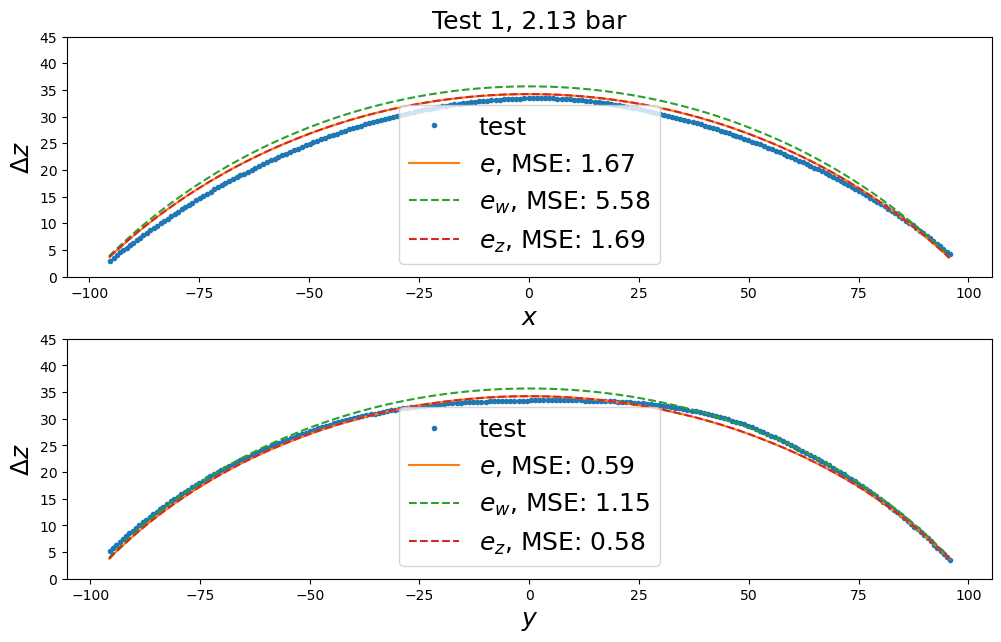 Test 1, 2.13 bar
45
40
35
30
25
20
15
10
5
0
Δz
test
e, MSE: 1.67
e_w, MSE: 5.58
e_z, MSE: 1.69
−100 −75 −50 −25 0 25 50 75 100
x
45
40
35
30
25
20
15
10
5
0
Δz
test
e, MSE: 0.59
e_w, MSE: 1.15
e_z, MSE: 0.58
−100 −75 −50 −25 0 25 50 75 100
y